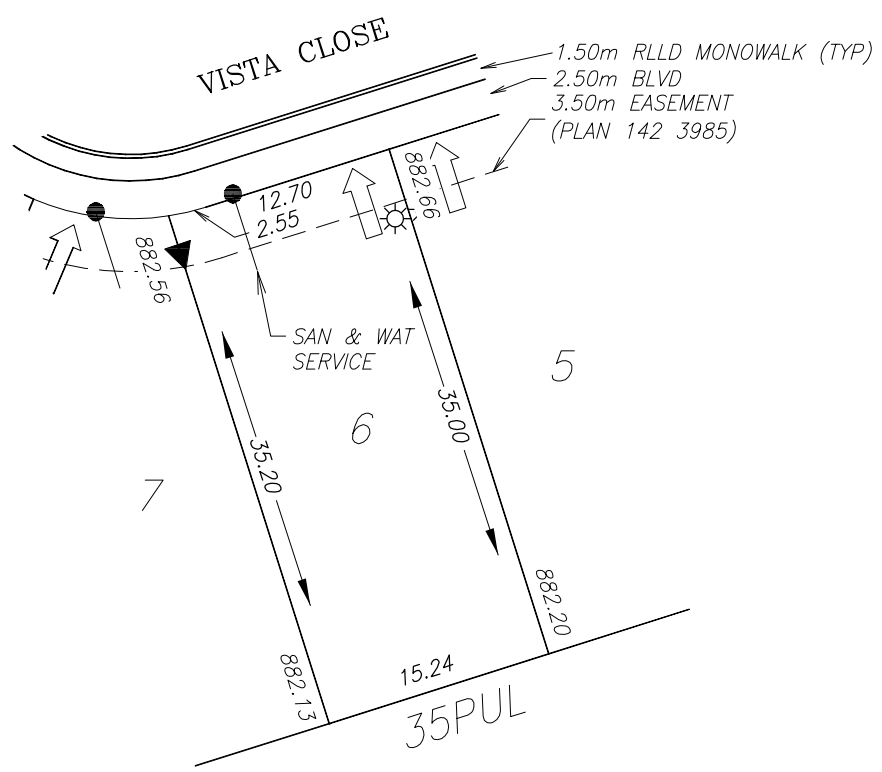 VISTA CLOSE
1.50m RLLD MONOWALK (TYP)
2.50m BLVD
3.50m EASEMENT
(PLAN 142 3985)
882.66
12.70
2.55
882.56
SAN & WAT
SERVICE
5
35.00
6
35.20
7
882.20
882.13
15.24
35PUL